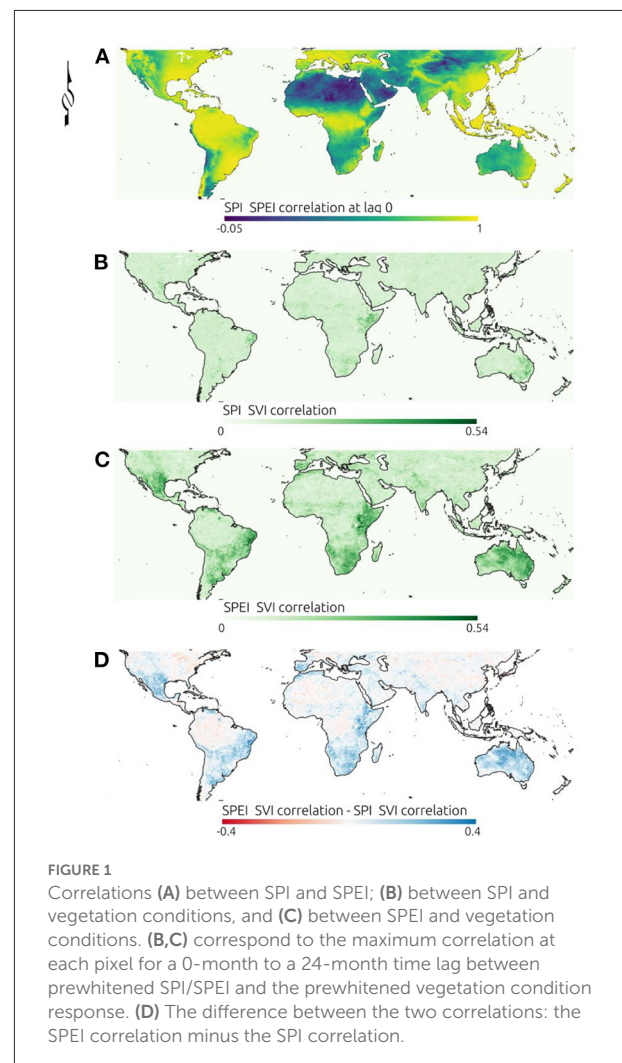 A
SPI SPEI correlation at lag 0
-0.05 1
B
SPI SVI correlation
0 0.54
C
SPEI SVI correlation
0 0.54
D
SPEI SVI correlation - SPI SVI correlation
-0.4 0.4
FIGURE 1
Correlations (A) between SPI and SPEI; (B) between SPI and
vegetation conditions, and (C) between SPEI and vegetation
conditions. (B,C) correspond to the maximum correlation at
each pixel for a 0-month to a 24-month time lag between
prewhitened SPI/SPEI and the prewhitened vegetation condition
response. (D) The difference between the two correlations: the
SPEI correlation minus the SPI correlation.